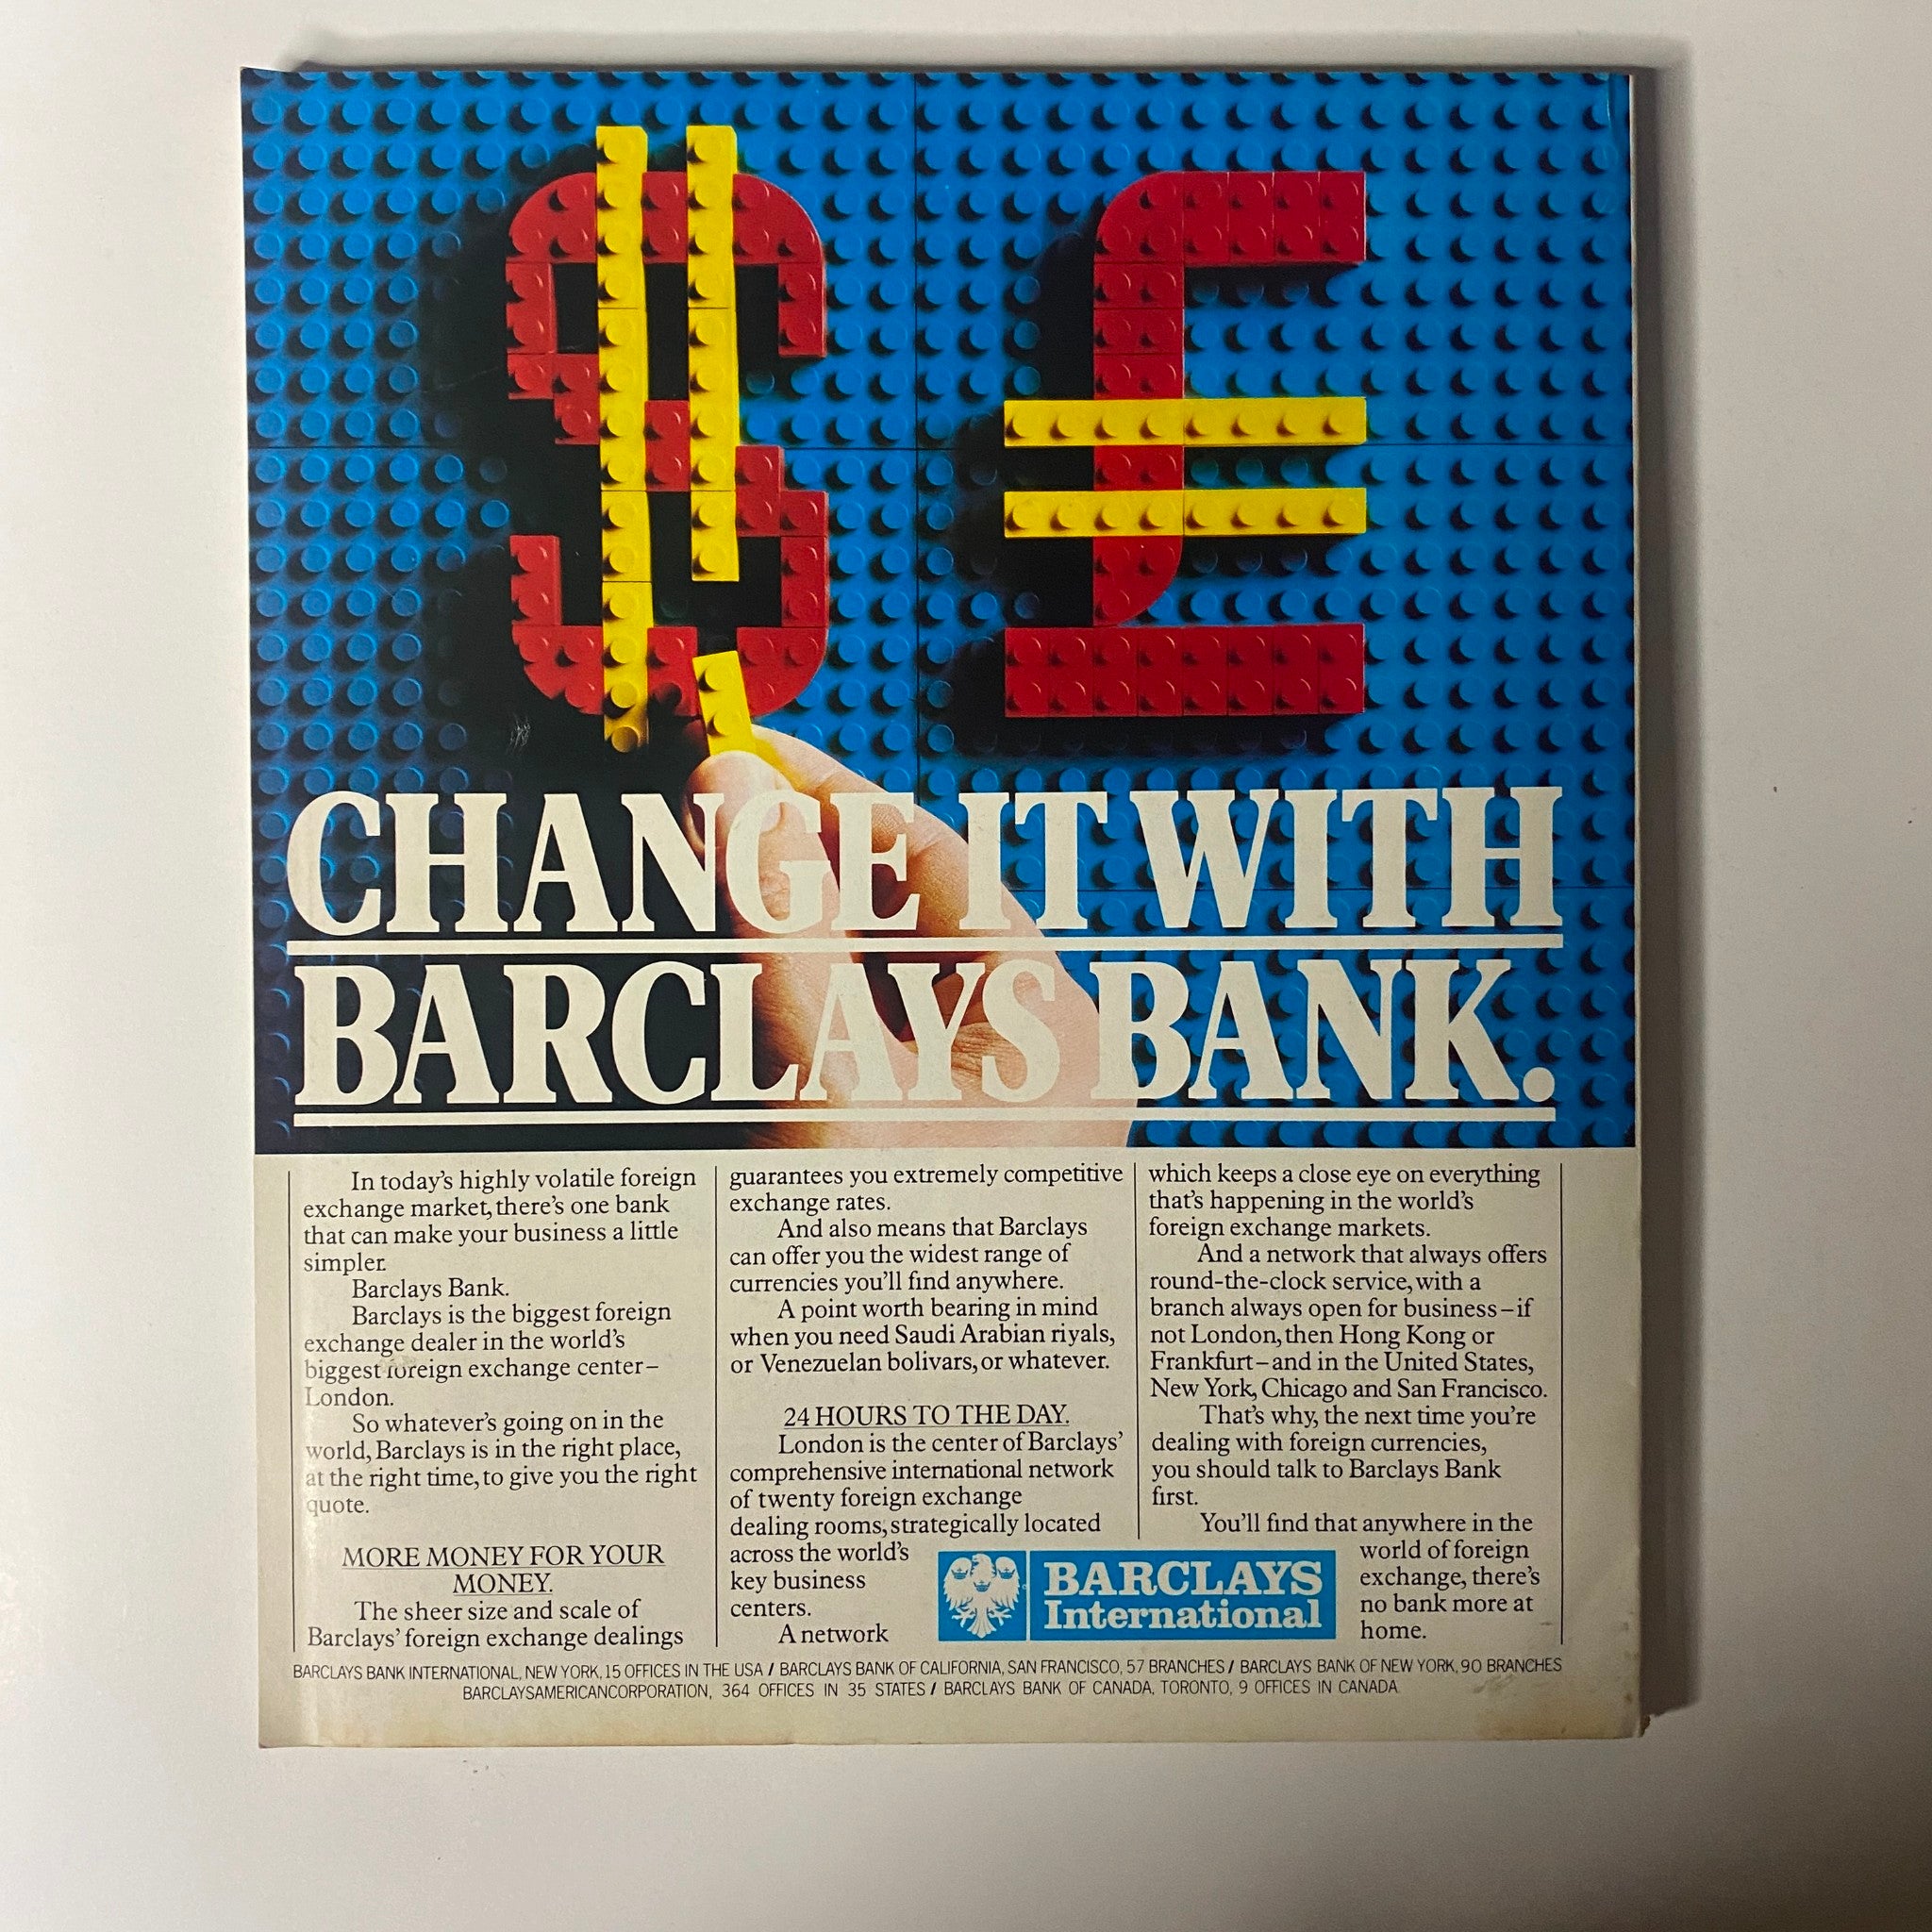 $ £
CHANGE IT WITH
BARCLAYS BANK.
In today's highly volatile foreign
exchange market, there's one bank
that can make your business a little
simpler.
Barclays Bank.
Barclays is the biggest foreign
exchange dealer in the world's
biggest foreign exchange center–
London.
So whatever's going on in the
world, Barclays is in the right place,
at the right time, to give you the right
quote.
MORE MONEY FOR YOUR
MONEY.
The sheer size and scale of
Barclays' foreign exchange dealings
guarantees you extremely competitive
exchange rates.
And also means that Barclays
can offer you the widest range of
currencies you'll find anywhere.
A point worth bearing in mind
when you need Saudi Arabian riyals,
or Venezuelan bolivars, or whatever.
24 HOURS TO THE DAY.
London is the center of Barclays'
comprehensive international network
of twenty foreign exchange
dealing rooms, strategically located
across the world's
key business
centers.
A network
which keeps a close eye on everything
that's happening in the world's
foreign exchange markets.
And a network that always offers
round-the-clock service, with a
branch always open for business–if
not London, then Hong Kong or
Frankfurt–and in the United States,
New York, Chicago and San Francisco.
That's why, the next time you're
dealing with foreign currencies,
you should talk to Barclays Bank
first.
You'll find that anywhere in the
world of foreign
exchange, there's
no bank more at
home.
BARCLAYS
International
BARCLAYS BANK INTERNATIONAL, NEW YORK, 15 OFFICES IN THE USA / BARCLAYS BANK OF CALIFORNIA, SAN FRANCISCO, 57 BRANCHES / BARCLAYS BANK OF NEW YORK, 90 BRANCHES
BARCLAYSAMERICANCORPORATION, 364 OFFICES IN 35 STATES / BARCLAYS BANK OF CANADA, TORONTO, 9 OFFICES IN CANADA